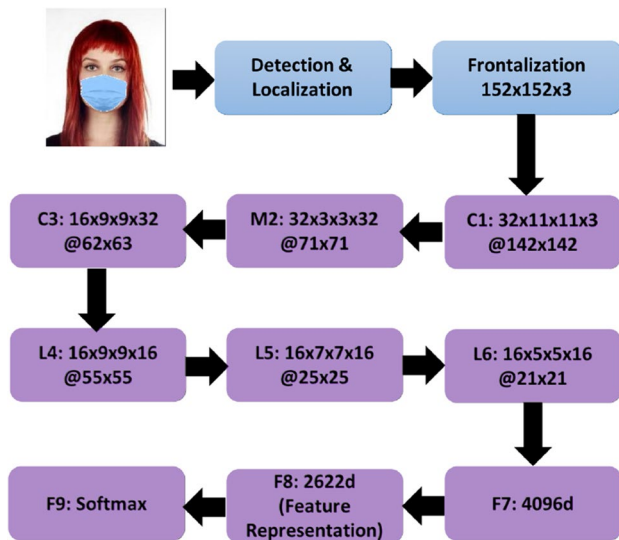 Detection &
Localization
Frontalization
152x152x3
C3: 16x9x9x32
@62x63
M2: 32x3x3x32
@71x71
C1: 32x11x11x3
@142x142
L4: 16x9x9x16
@55x55
L5: 16x7x7x16
@25x25
L6: 16x5x5x16
@21x21
F9: Softmax
F8: 2622d
(Feature
Representation)
F7: 4096d